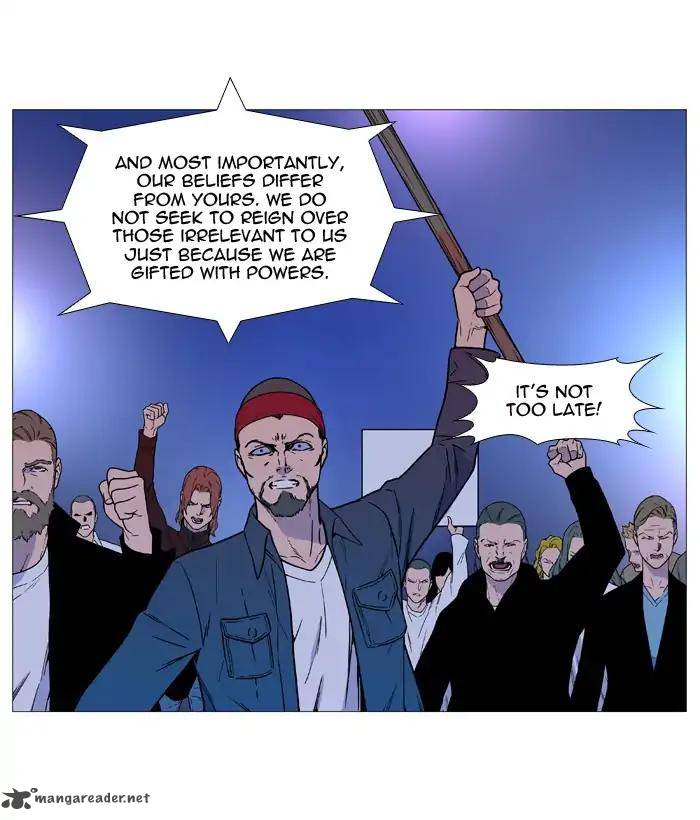 AND MOST IMPORTANTLY,
OUR BELIEFS DIFFER
FROM YOURS. WE DO
NOT SEEK TO REIGN OVER
THOSE IRRELEVANT TO US
JUST BECAUSE WE ARE
GIFTED WITH POWERS.
IT'S NOT
TOO LATE!
mangareader.net